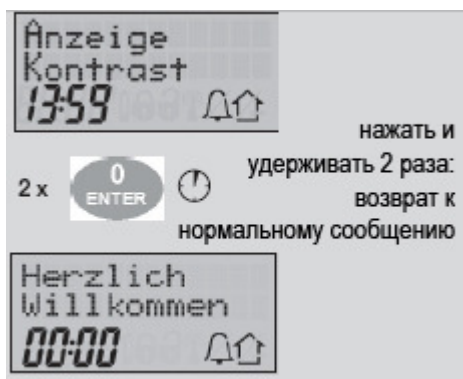 Anzeige
Kontrast
13:59
нажать и
удерживать 2 раза:
возврат к
нормальному сообщению
2 x
0
ENTER
Herzlich
Willkommen
00:00